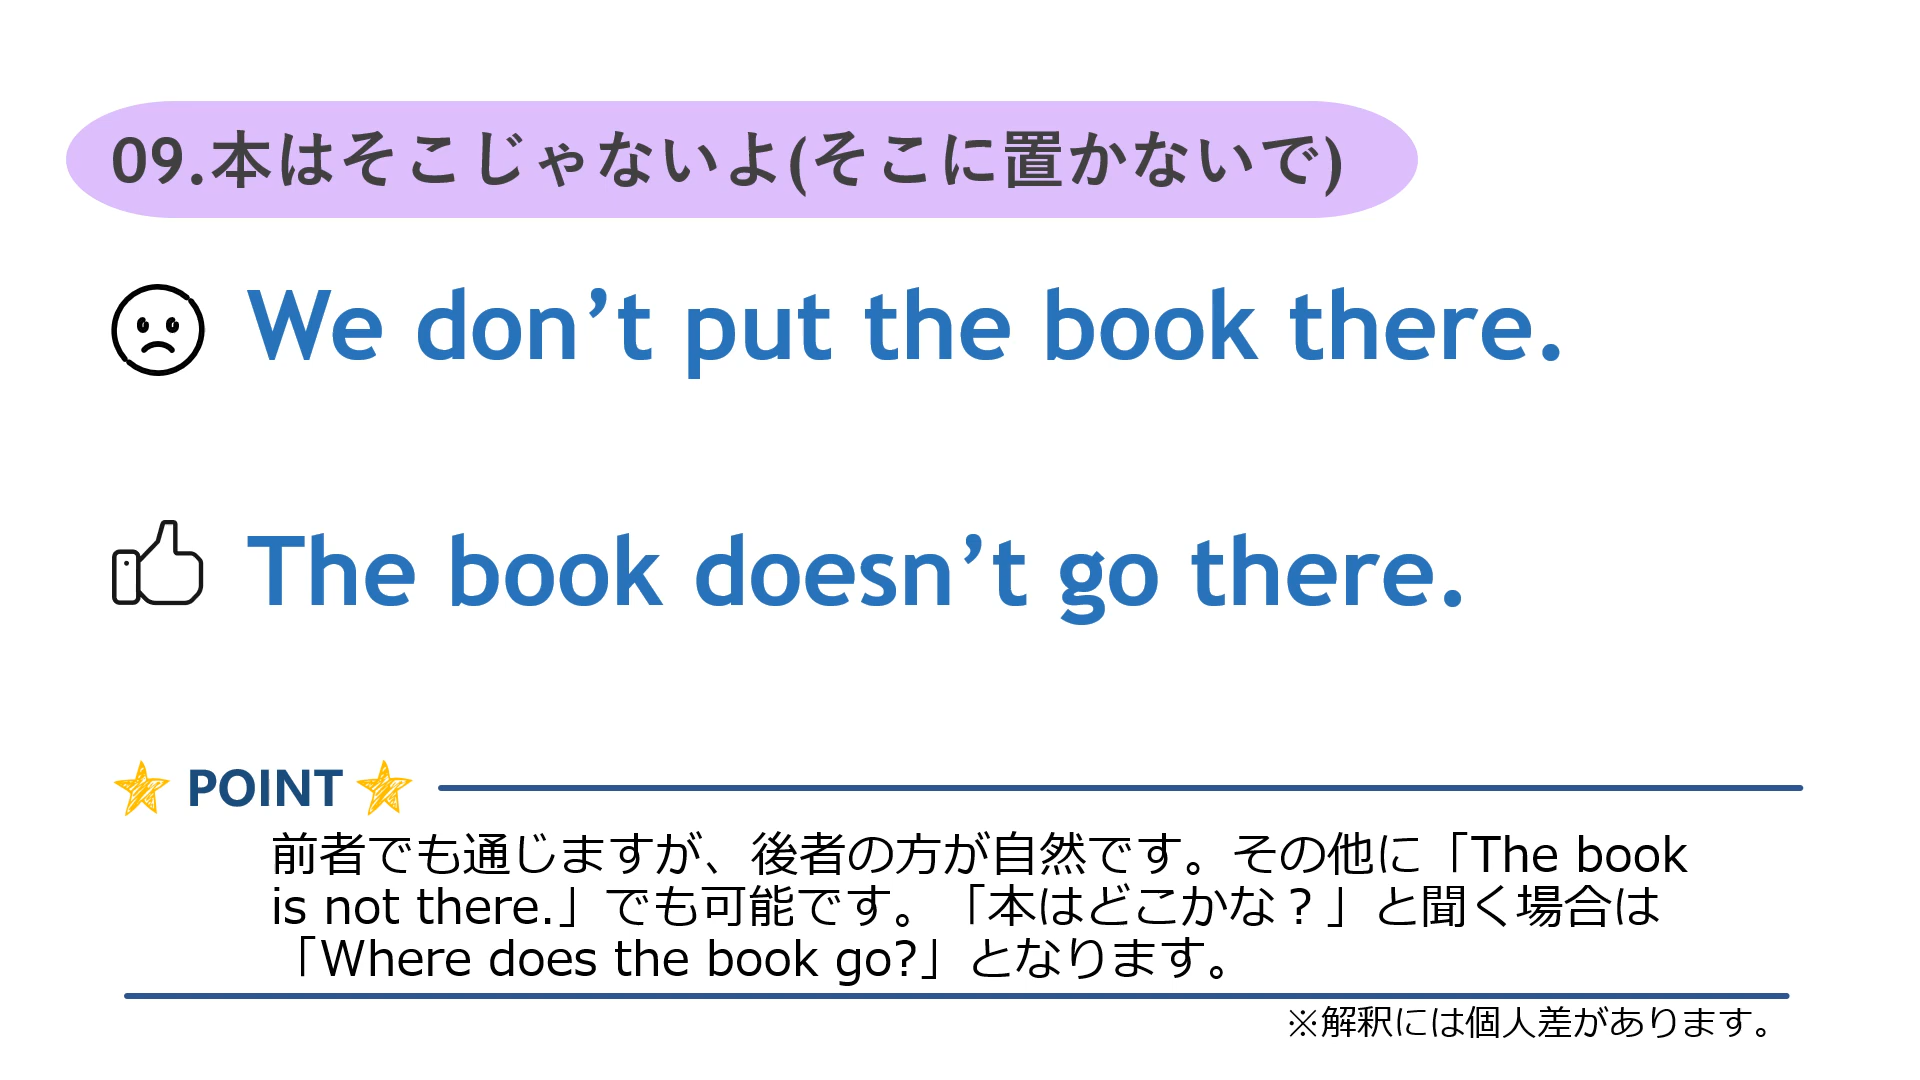 09.本はそこじゃないよ(そこに置かないで)
We don’t put the book there.
The book doesn’t go there.
POINT
前者でも通じますが、後者の方が自然です。その他に「The book
is not there.」でも可能です。「本はどこかな？」と聞く場合は
「Where does the book go?」となります。
※解釈には個人差があります。